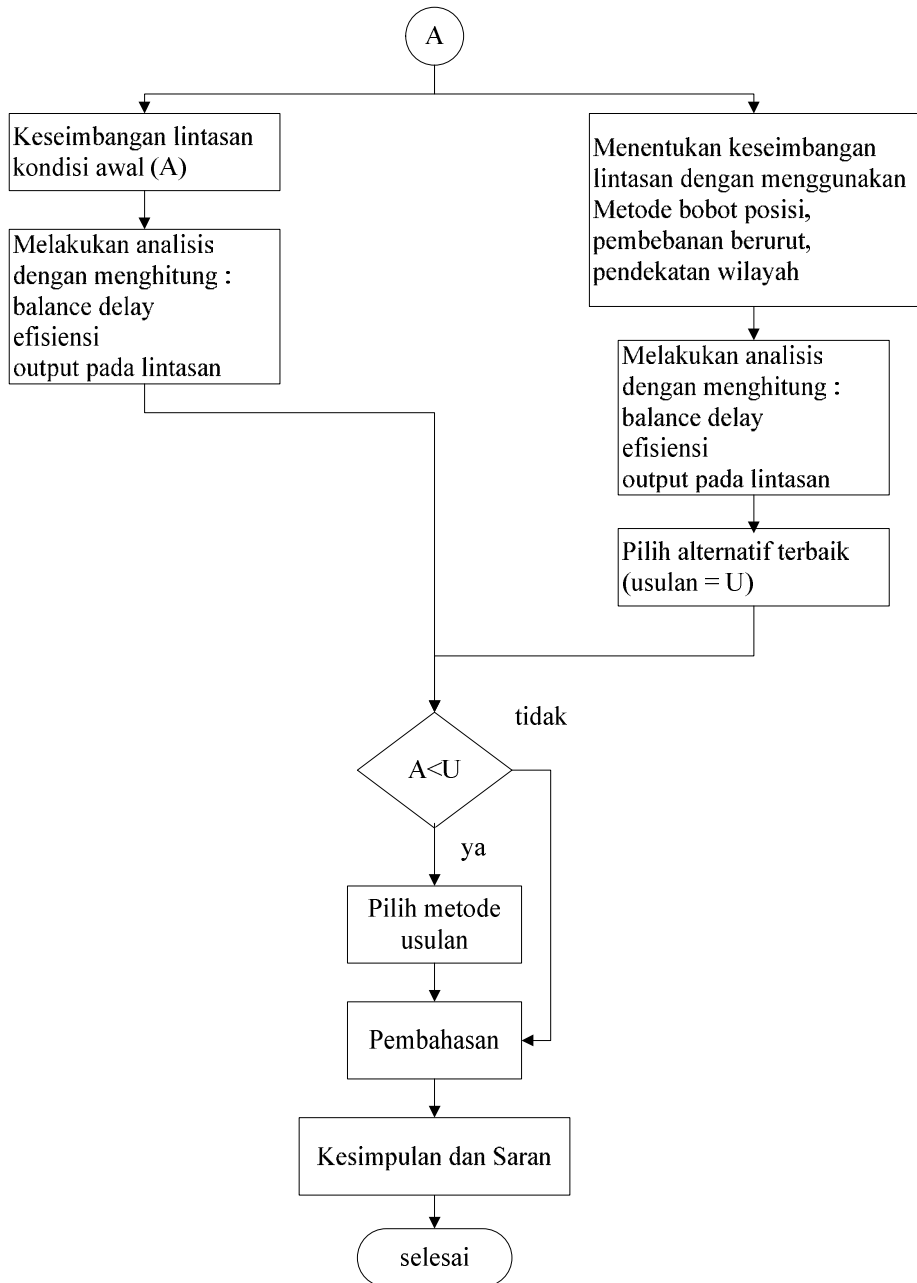 A
Keseimbangan lintasan
kondisi awal (A)
Melakukan analisis
dengan menghitung :
balance delay
efisiensi
output pada lintasan
Menentukan keseimbangan
lintasan dengan menggunakan
Metode bobot posisi,
pembebanan berurut,
pendekatan wilayah
Melakukan analisis
dengan menghitung :
balance delay
efisiensi
output pada lintasan
Pilih alternatif terbaik
(usulan = U)
tidak
A<U
ya
Pilih metode
usulan
Pembahasan
Kesimpulan dan Saran
selesai